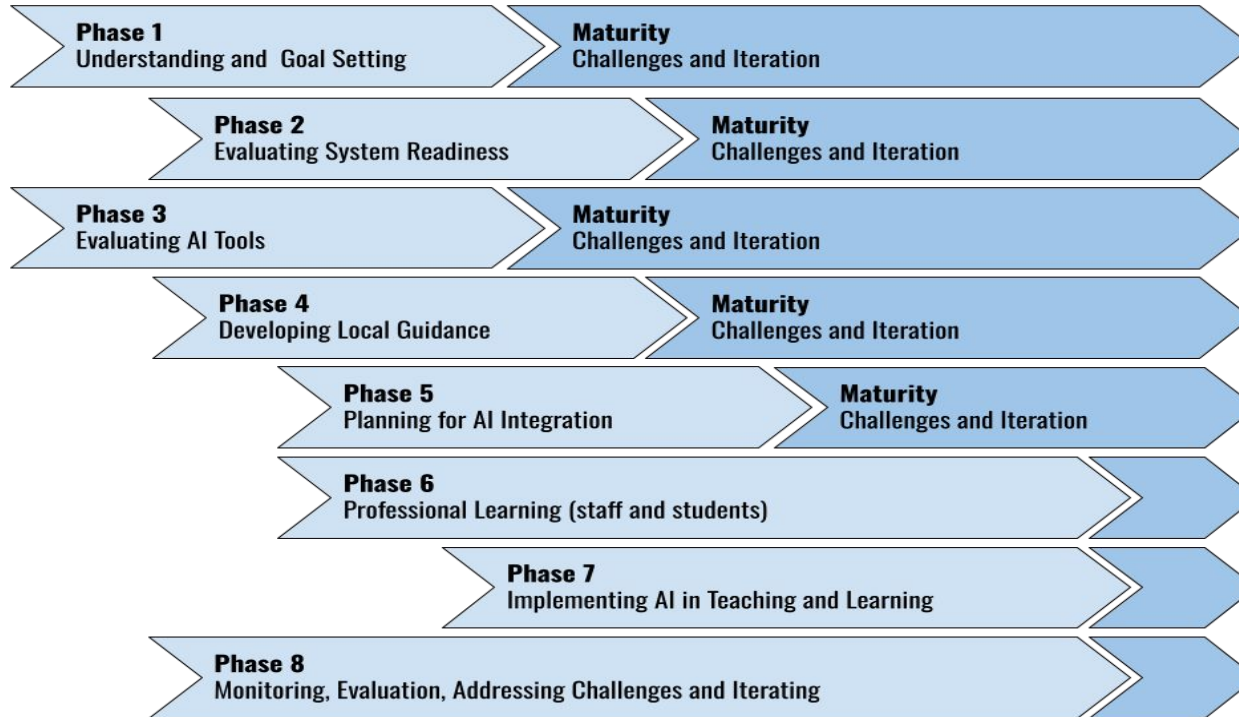 Phase 1
Understanding and Goal Setting
Maturity
Challenges and Iteration
Phase 2
Evaluating System Readiness
Maturity
Challenges and Iteration
Phase 3
Evaluating AI Tools
Maturity
Challenges and Iteration
Phase 4
Developing Local Guidance
Maturity
Challenges and Iteration
Phase 5
Planning for AI Integration
Maturity
Challenges and Iteration
Phase 6
Professional Learning (staff and students)
Phase 7
Implementing AI in Teaching and Learning
Phase 8
Monitoring, Evaluation, Addressing Challenges and Iterating